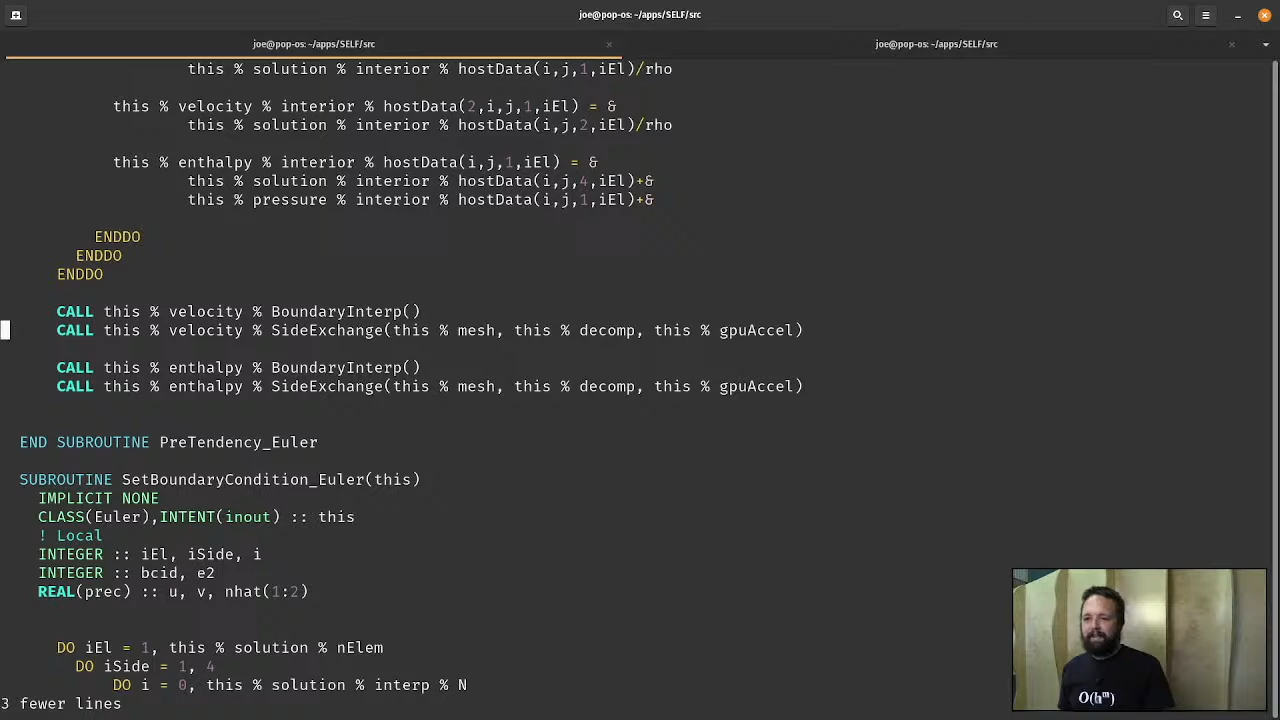 joe@pop-os: ~/apps/SELF/src
joe@pop-os: ~/apps/SELF/src
joe@pop-os: ~/apps/SELF/src
this % solution % interior % hostData(i,j,1,iEl)/rho
this % velocity % interior % hostData(2,i,j,1,iEl) = &
this % solution % interior % hostData(i,j,2,iEl)/rho
this % enthalpy % interior % hostData(i,j,1,iEl) = &
this % solution % interior % hostData(i,j,4,iEl)+&
this % pressure % interior % hostData(i,j,1,iEl)+&
ENDDO
ENDDO
ENDDO
CALL this % velocity % BoundaryInterp()
CALL this % velocity % SideExchange(this % mesh, this % decomp, this % gpuAccel)
CALL this % enthalpy % BoundaryInterp()
CALL this % enthalpy % SideExchange(this % mesh, this % decomp, this % gpuAccel)
END SUBROUTINE PreTendency_Euler
SUBROUTINE SetBoundaryCondition_Euler(this)
IMPLICIT NONE
CLASS(Euler),INTENT(inout) :: this
! Local
INTEGER :: iEl, iSide, i
INTEGER :: bcid, e2
REAL(prec) :: u, v, nhat(1:2)
DO iEl = 1, this % solution % nElem
DO iSide = 1, 4
DO i = 0, this % solution % interp % N
3 fewer lines
O(hᵐ)